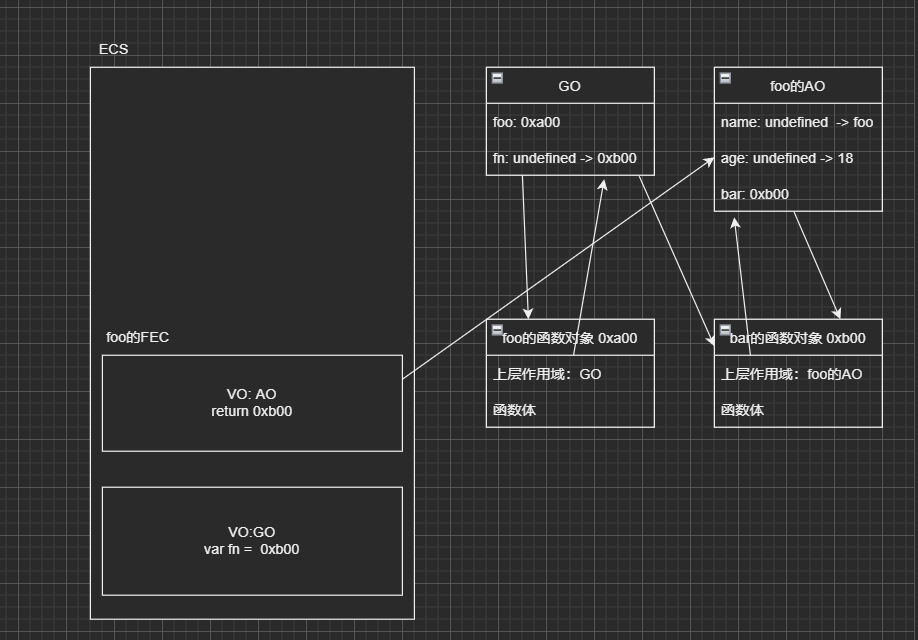 ECS
foo的FEC
VO: AO
return 0xb00
VO:GO
var fn =  0xb00
GO
foo: 0xa00
fn: undefined -> 0xb00
foo的AO
name: undefined  -> foo
age: undefined -> 18
bar: 0xb00
foo的函数对象 0xa00
上层作用域：GO
函数体
bar的函数对象 0xb00
上层作用域：foo的AO
函数体